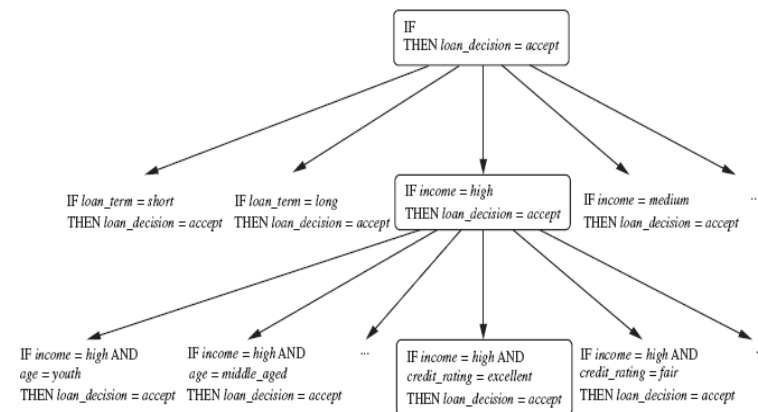 IF
THEN loan_decision = accept
IF loan_term = short
THEN loan_decision = accept
IF loan_term = long
THEN loan_decision = accept
IF income = high
THEN loan_decision = accept
IF income = medium
THEN loan_decision = accept
...
IF income = high AND
age = youth
THEN loan_decision = accept
IF income = high AND
age = middle_aged
THEN loan_decision = accept
...
IF income = high AND
credit_rating = excellent
THEN loan_decision = accept
IF income = high AND
credit_rating = fair
THEN loan_decision = accept